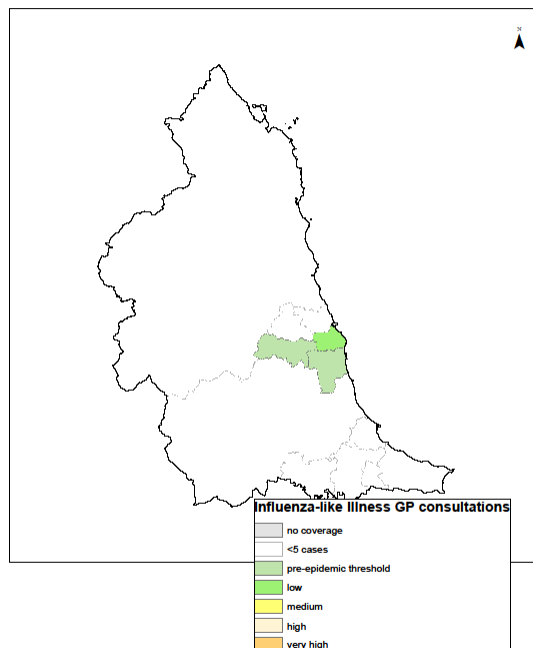 N
Influenza-like Illness GP consultations
no coverage
<5 cases
pre-epidemic threshold
low
medium
high
very high